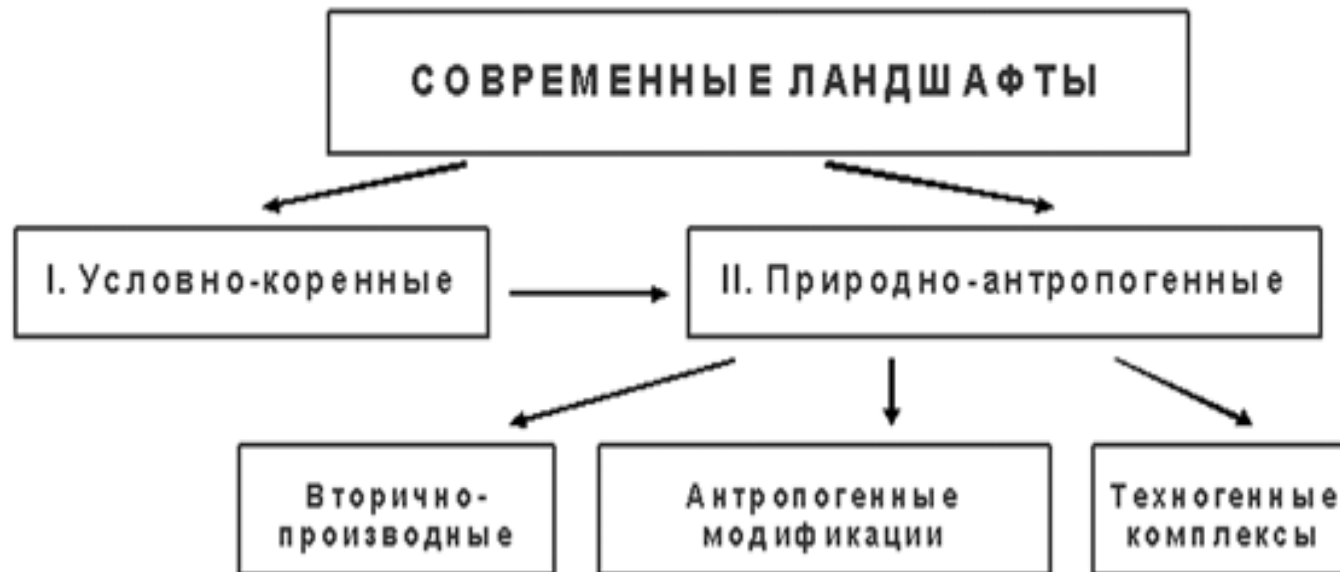 СОВРЕМЕННЫЕ ЛАНДШАФТЫ
I. Условно-коренные
II. Природно-антропогенные
Вторично-
производные
Антропогенные
модификации
Техногенные
комплексы